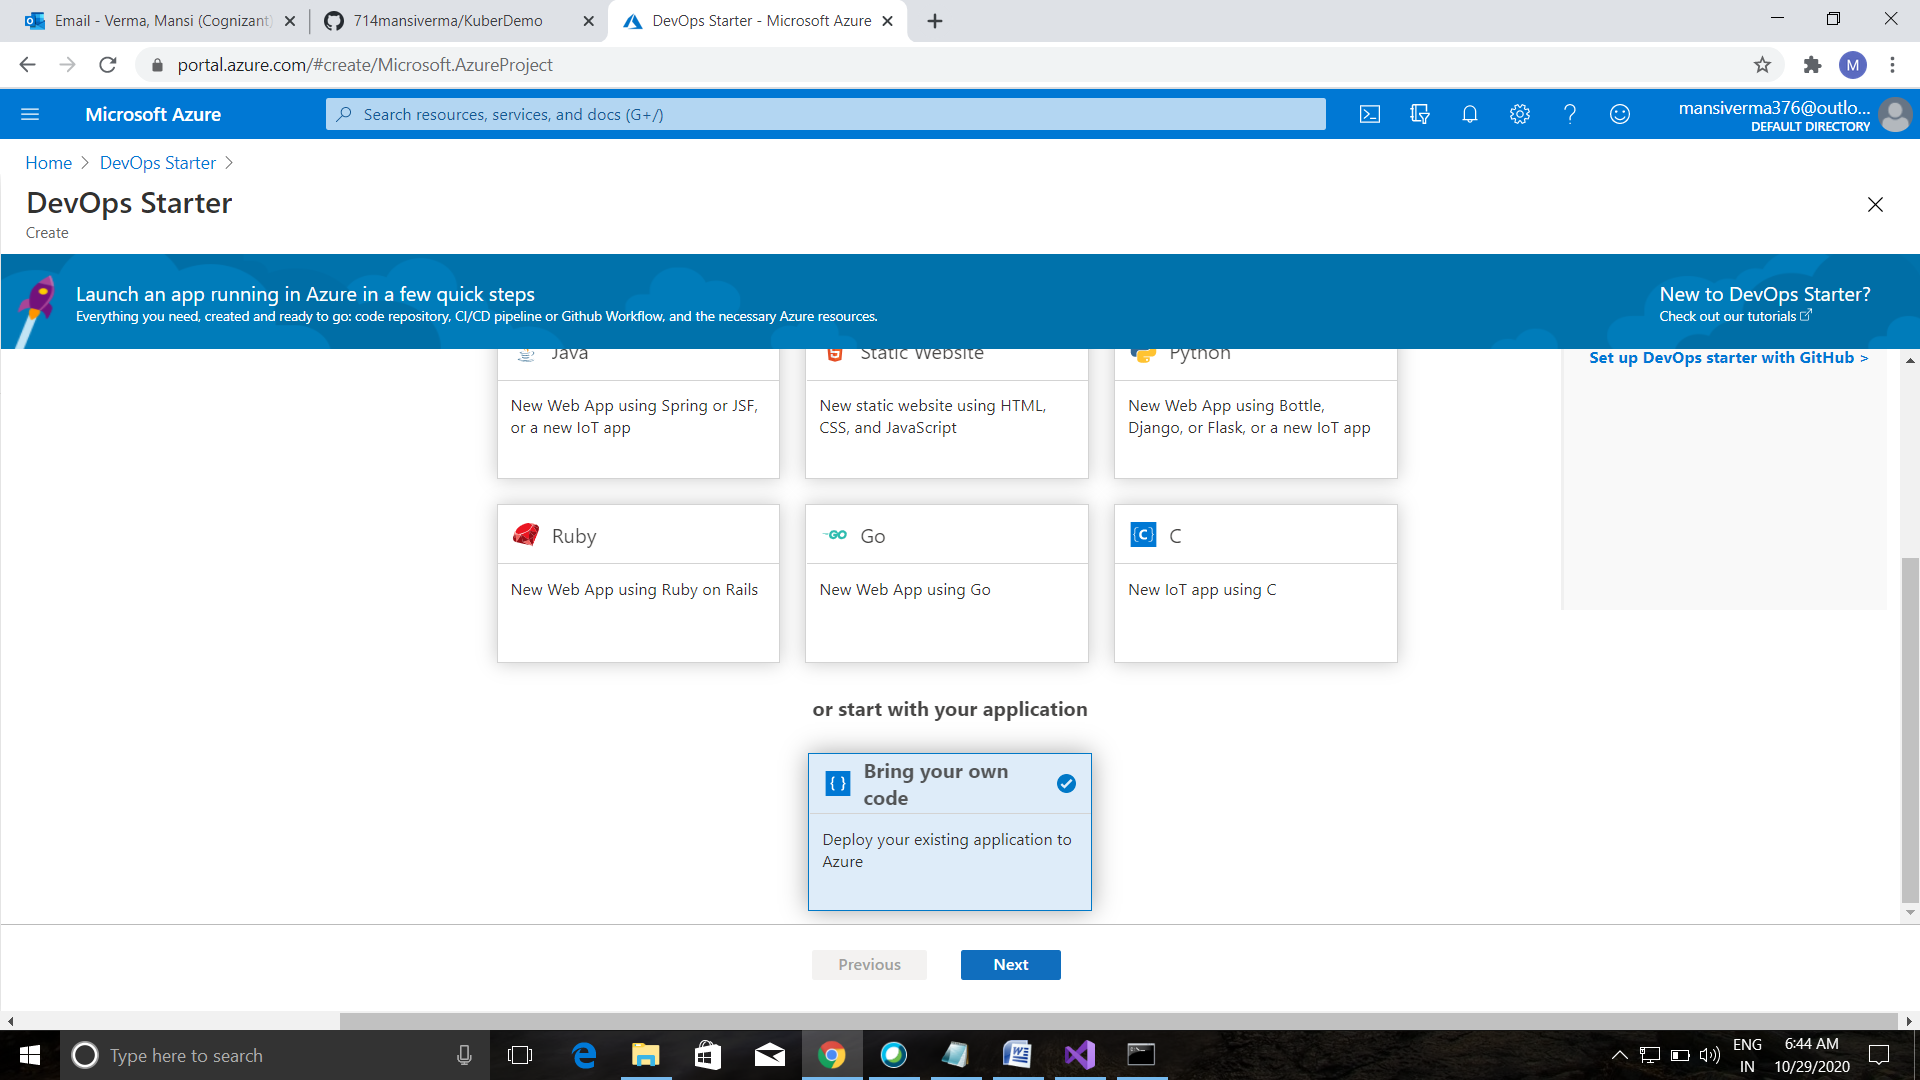 Email - Verma, Mansi (Cognizant)
714mansiverma/KuberDemo
DevOps Starter - Microsoft Azure
portal.azure.com/#create/Microsoft.AzureProject
M
Microsoft Azure
Search resources, services, and docs (G+/)
mansiverma376@outlo...
DEFAULT DIRECTORY
Home > DevOps Starter >
DevOps Starter
Create
Launch an app running in Azure in a few quick steps
Everything you need, created and ready to go: code repository, CI/CD pipeline or Github Workflow, and the necessary Azure resources.
New to DevOps Starter?
Check out our tutorials
Set up DevOps starter with GitHub >
Java
New Web App using Spring or JSF,
or a new IoT app
Static Website
New static website using HTML,
CSS, and JavaScript
Python
New Web App using Bottle,
Django, or Flask, or a new IoT app
Ruby
New Web App using Ruby on Rails
GO
Go
New Web App using Go
{C}
C
New IoT app using C
or start with your application
{ }
Bring your own
code
Deploy your existing application to
Azure
Previous
Next
Type here to search
ENG
IN
6:44 AM
10/29/2020